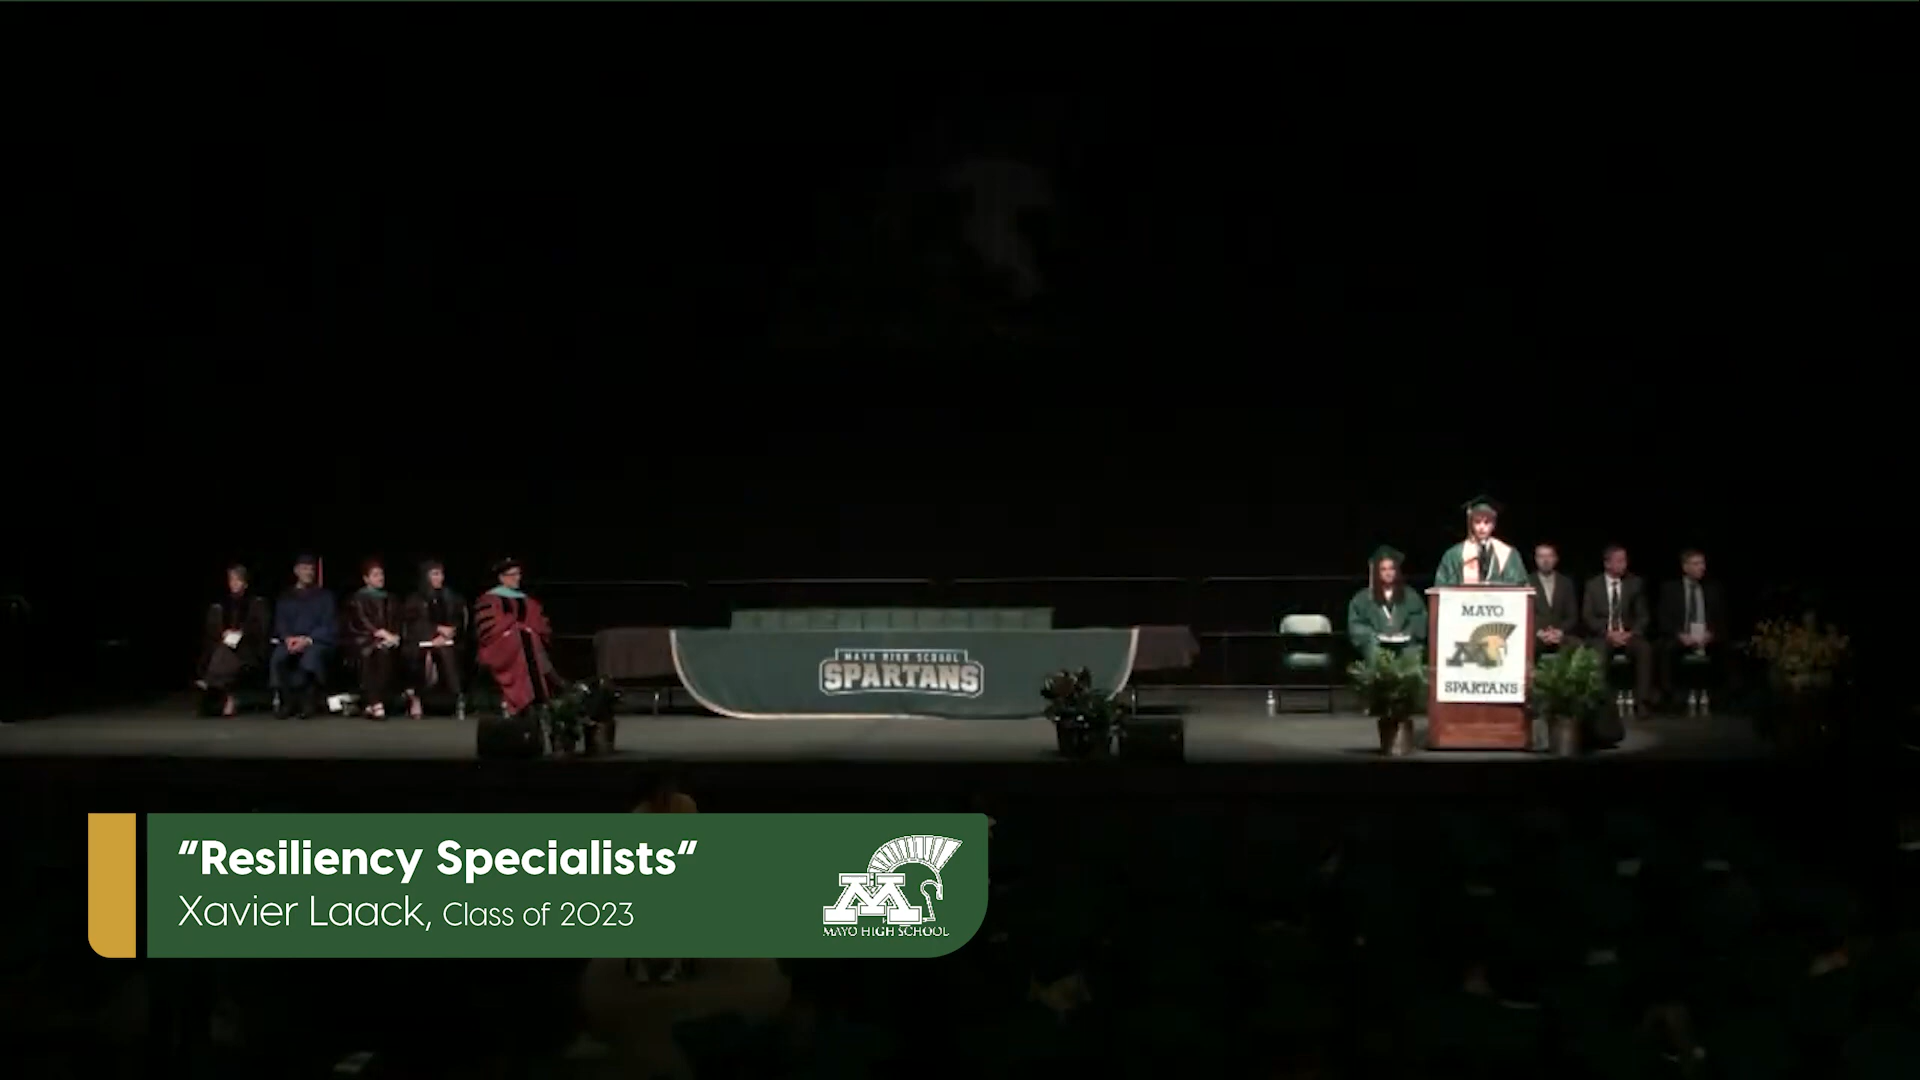 MAYO HIGH SCHOOL
SPARTANS
MAYO
M
SPARTANS
“Resiliency Specialists”
Xavier Laack, Class of 2023
M
MAYO HIGH SCHOOL